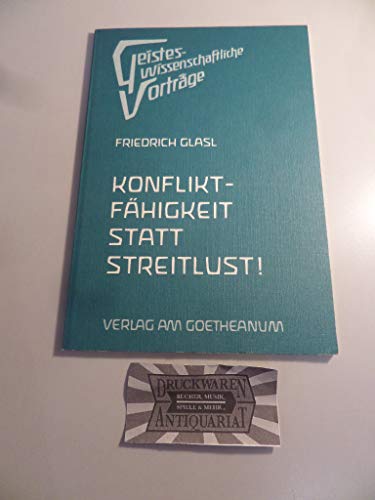 Geistes-
wissenschaftliche
Vorträge
FRIEDRICH GLASL
KONFLIKT-
FÄHIGKEIT
STATT
STREITLUST!
VERLAG AM GOETHEANUM
DRUCKWAREN
BÜCHER, MUSIK,
SPIELE & MEHR...
ANTIQUARIAT